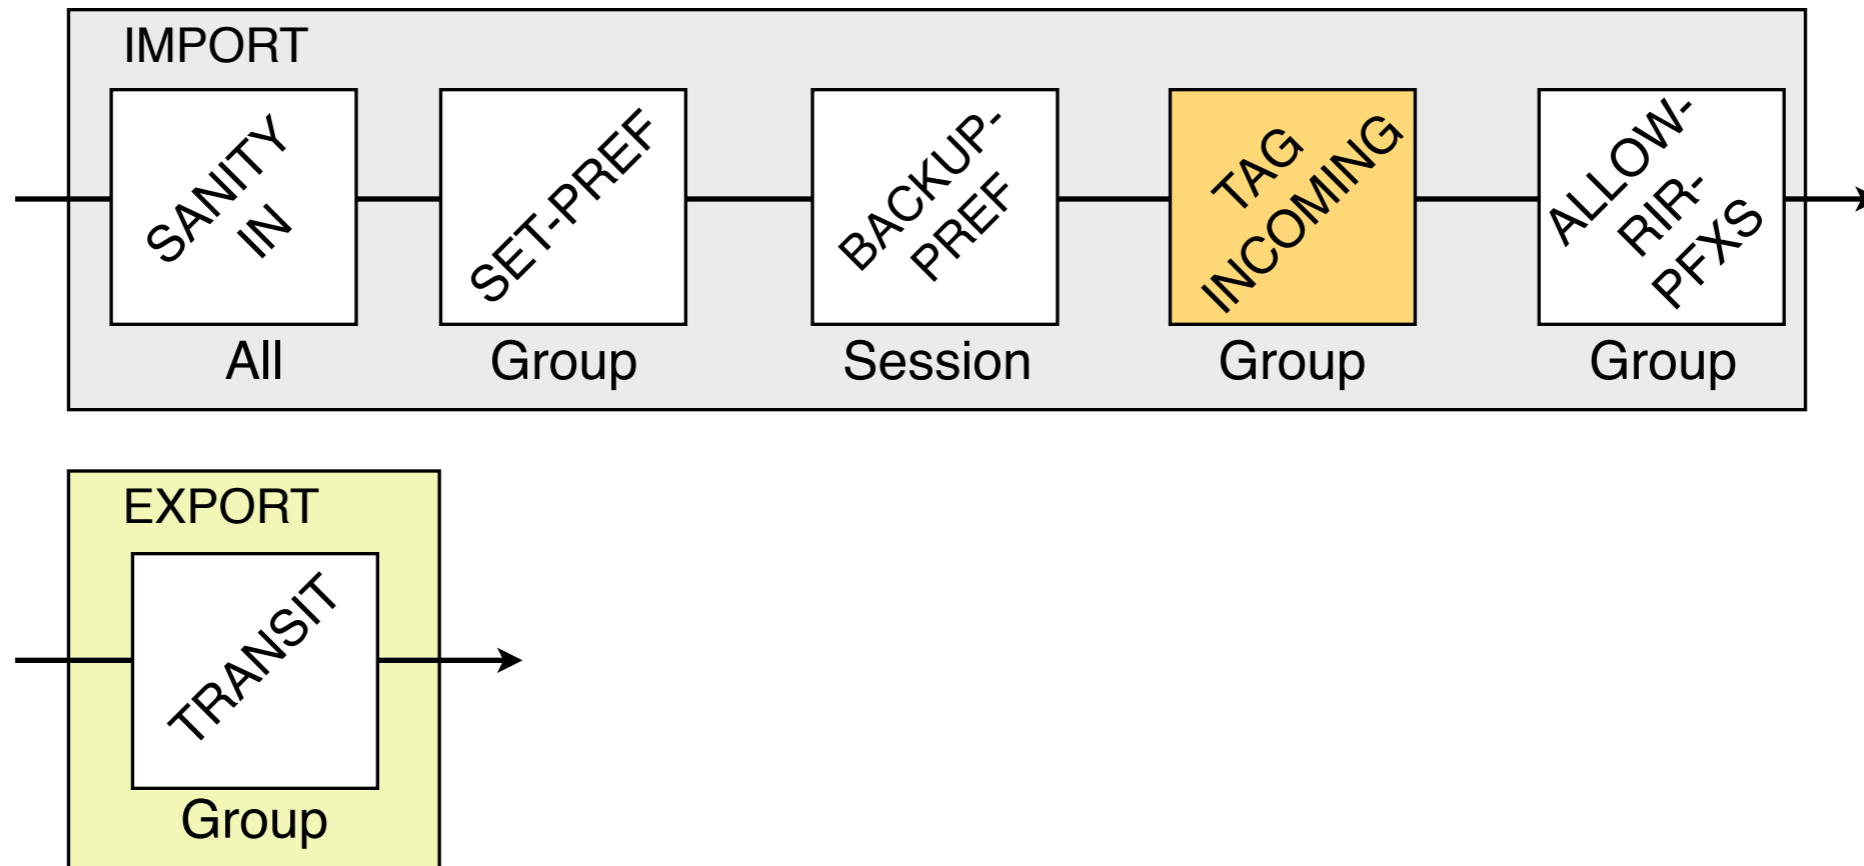 IMPORT
SANITY
IN
SET-PREF
BACKUP-
PREF
TAG
INCOMING
ALLOW-
RIR-
PFXS
All
Group
Session
Group
Group
EXPORT
TRANSIT
Group